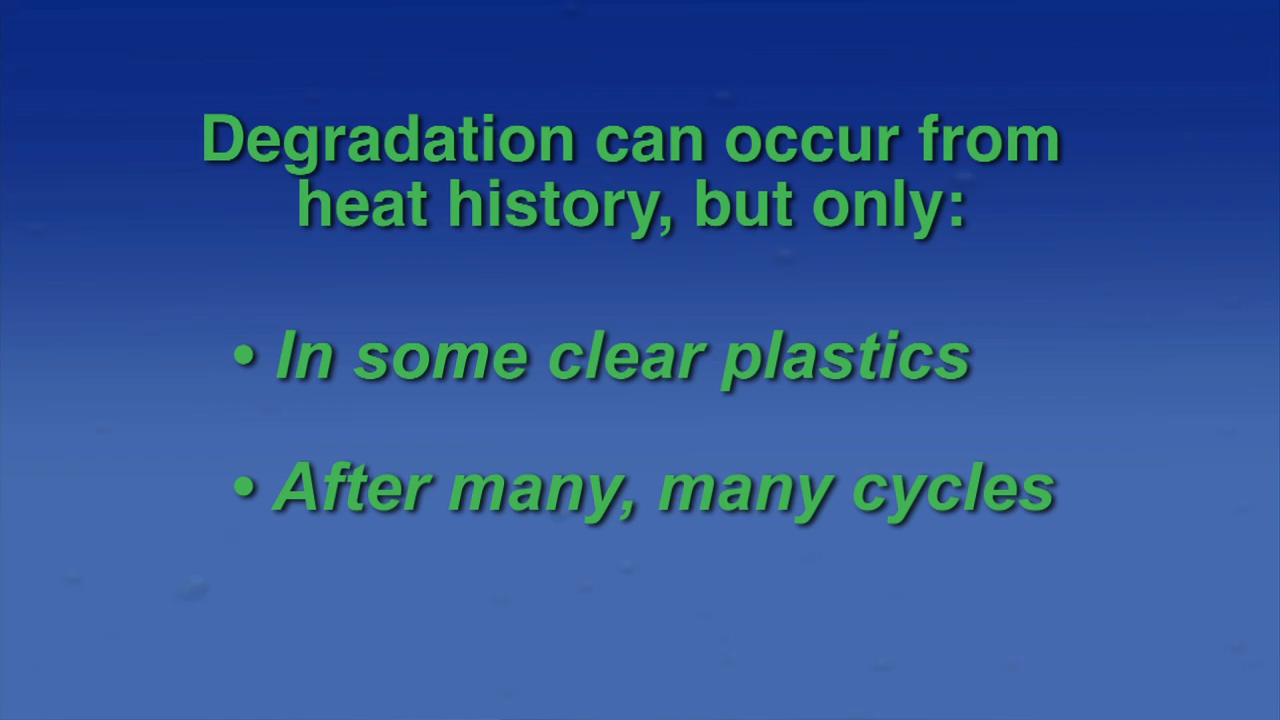 Degradation can occur from
heat history, but only:
• In some clear plastics
• After many, many cycles